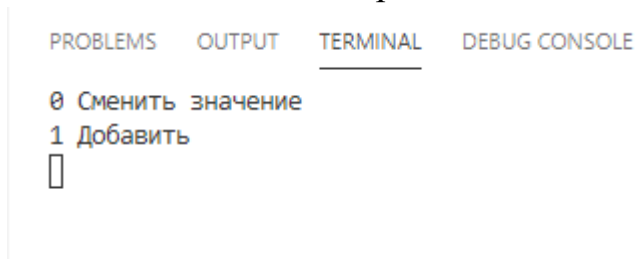 PROBLEMS OUTPUT TERMINAL DEBUG CONSOLE
0 Сменить значение
1 Добавить